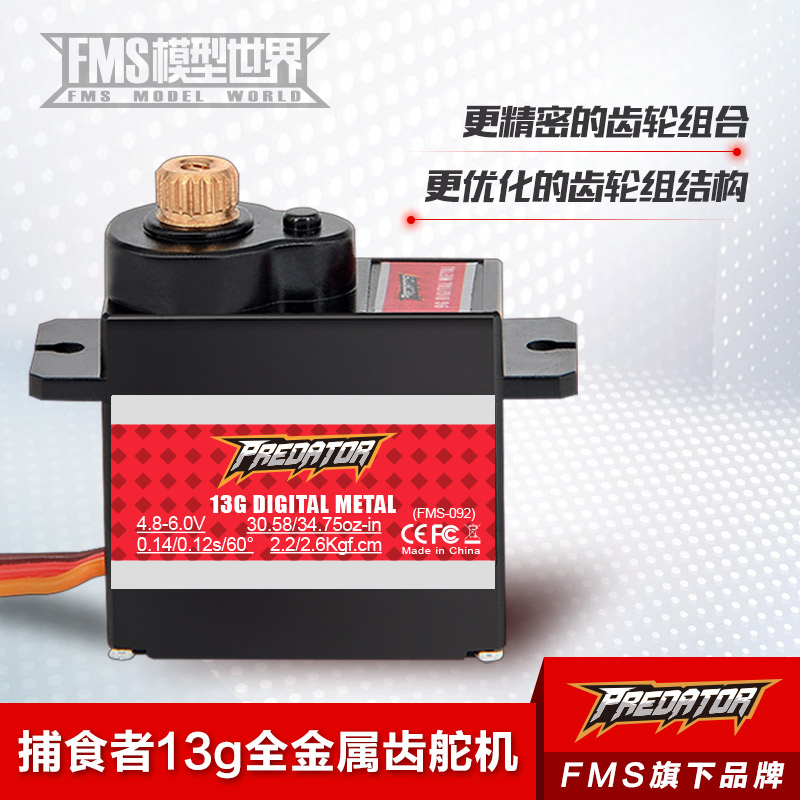 FMS模型世界
FMS MODEL WORLD
更精密的齿轮组合
更优化的齿轮组结构
PREDATOR
9G DIGITAL METAL
PREDATOR
13G DIGITAL METAL
(FMS-092)
4.8-6.0V 30.58/34.75oz-in
0.14/0.12s/60° 2.2/2.6Kgf.cm
CE FC
Made in China
捕食者13g全金属齿舵机
PREDATOR
FMS旗下品牌